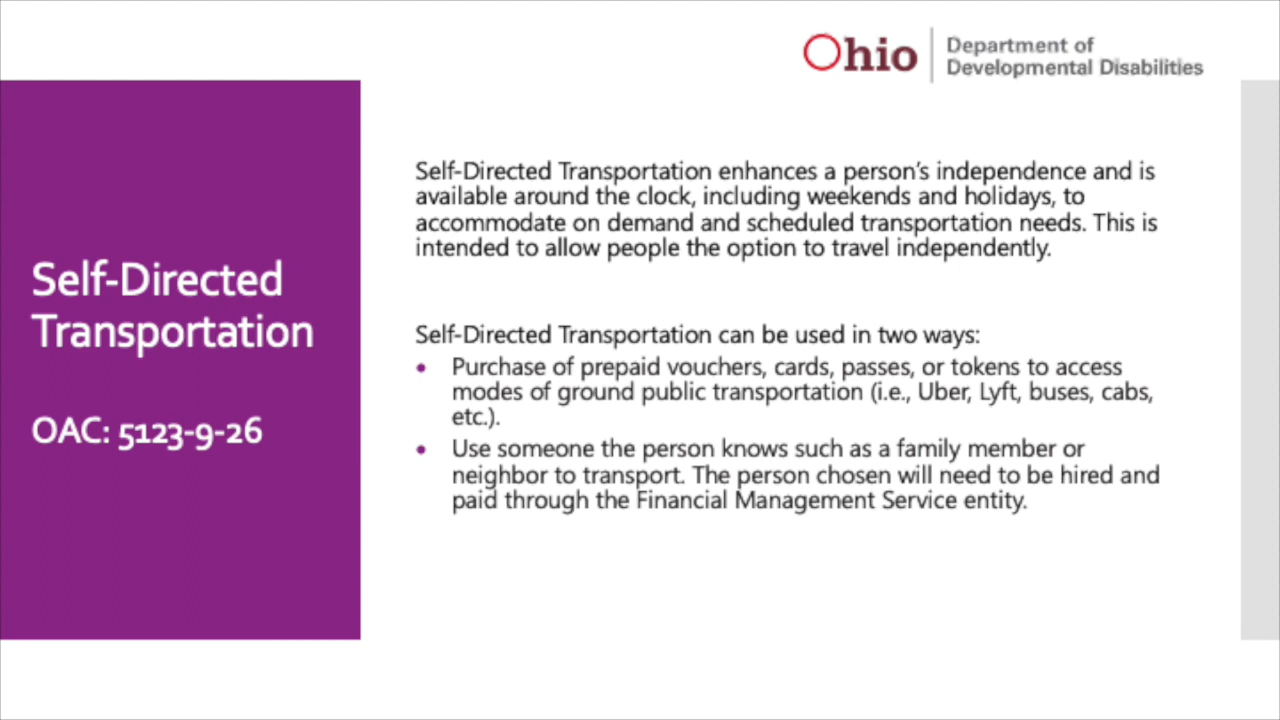 Ohio
Department of
Developmental Disabilities
Self-Directed
Transportation
OAC: 5123-9-26
Self-Directed Transportation enhances a person's independence and is
available around the clock, including weekends and holidays, to
accommodate on demand and scheduled transportation needs. This is
intended to allow people the option to travel independently.
Self-Directed Transportation can be used in two ways:
• Purchase of prepaid vouchers, cards, passes, or tokens to access
modes of ground public transportation (i.e., Uber, Lyft, buses, cabs,
etc.).
• Use someone the person knows such as a family member or
neighbor to transport. The person chosen will need to be hired and
paid through the Financial Management Service entity.